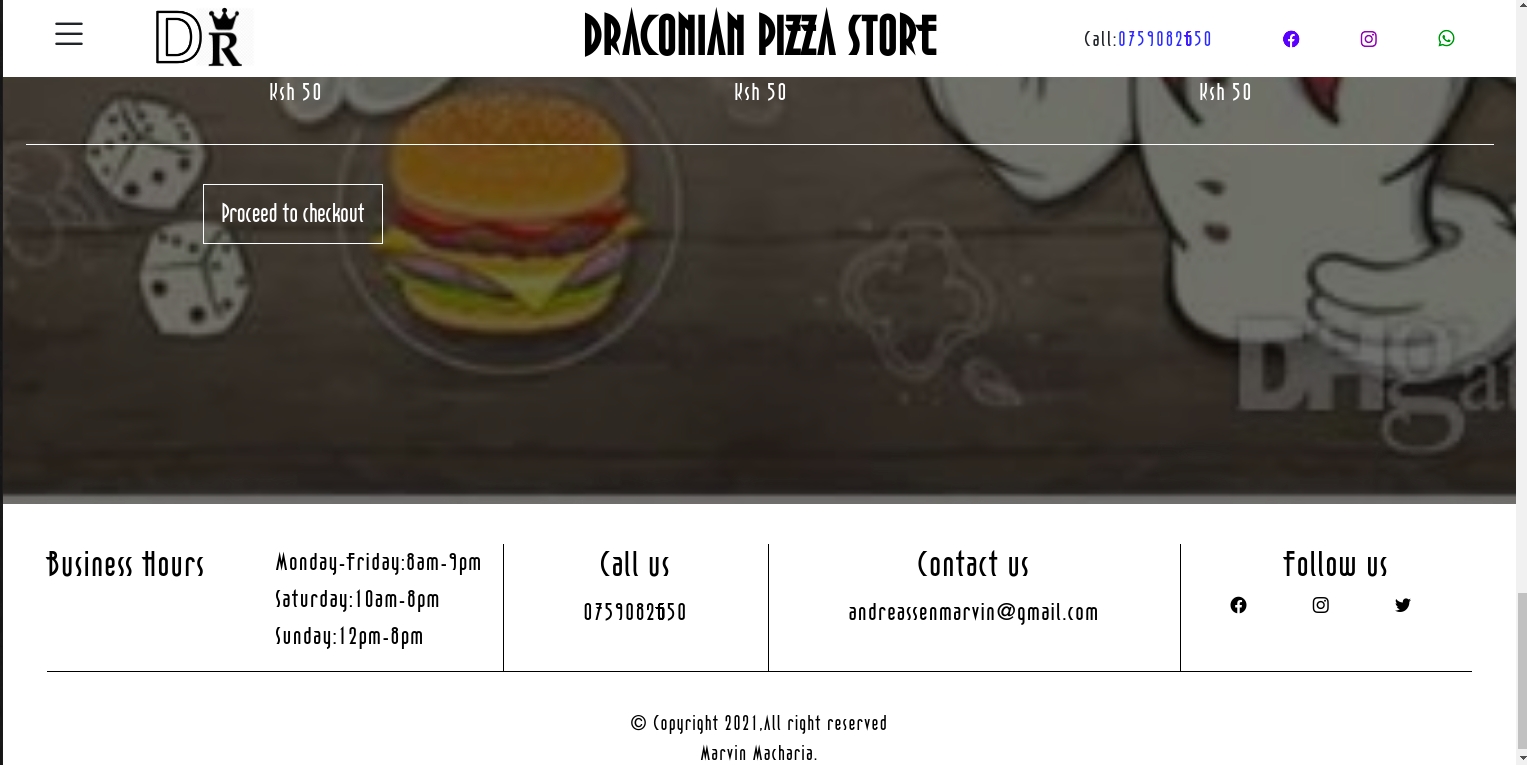 DR
DRACONIAN PIZZA STORE
Call:0759082650
Ksh 50
Ksh 50
Ksh 50
Proceed to checkout
DHgat
Business Hours
Monday-Friday:8am-9pm
Saturday:10am-8pm
Sunday:12pm-8pm
Call us
0759082650
Contact us
andreassenmarvin@gmail.com
Follow us
© Copyright 2021,All right reserved
Marvin Macharia.